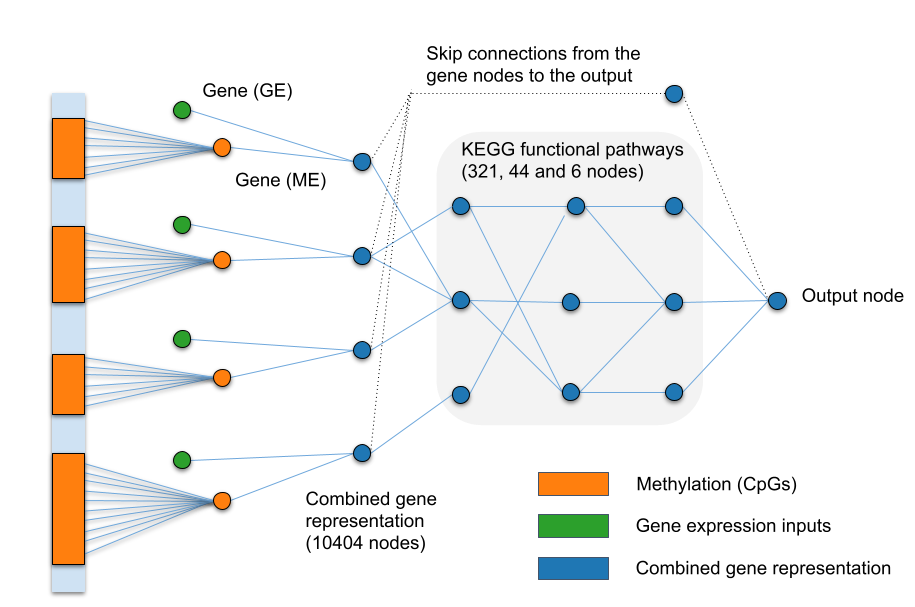 Skip connections from the
gene nodes to the output
Gene (GE)
KEGG functional pathways
(321, 44 and 6 nodes)
Gene (ME)
Output node
Combined gene
representation
(10404 nodes)
Methylation (CpGs)
Gene expression inputs
Combined gene representation